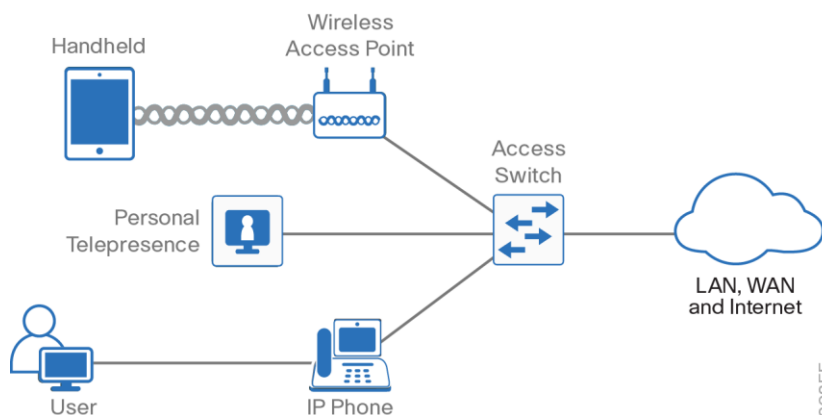 Handheld
Wireless
Access Point
Access
Switch
Personal
Telepresence
LAN, WAN
and Internet
User
IP Phone